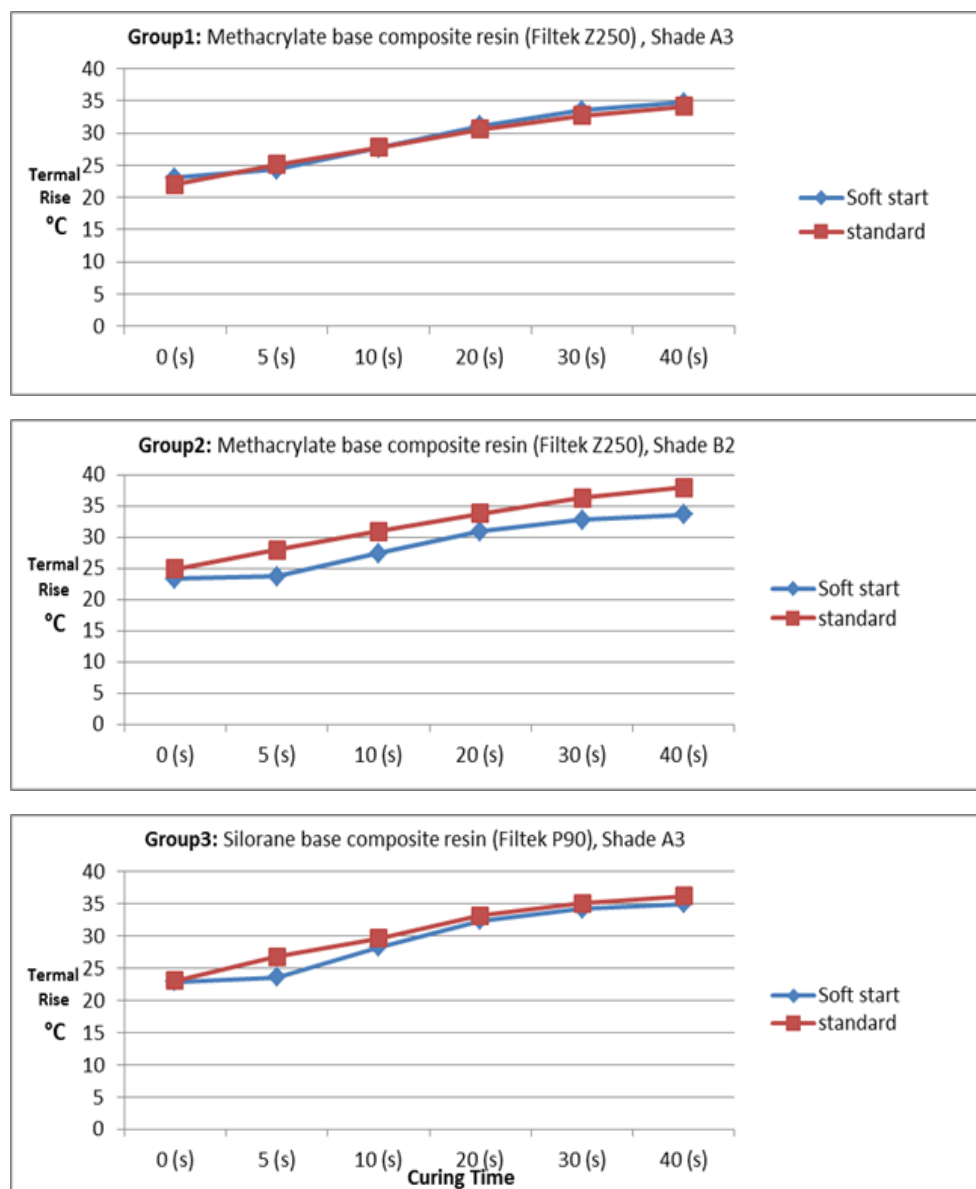 Group1: Methacrylate base composite resin (Filtek Z250) , Shade A3
40
35
30
25
20
15
10
5
0
Termal
Rise
°C
0 (s) 5 (s) 10 (s) 20 (s) 30 (s) 40 (s)
Soft start
standard
Group2: Methacrylate base composite resin (Filtek Z250), Shade B2
40
35
30
25
20
15
10
5
0
Termal
Rise
°C
0 (s) 5 (s) 10 (s) 20 (s) 30 (s) 40 (s)
Soft start
standard
Group3: Silorane base composite resin (Filtek P90), Shade A3
40
35
30
25
20
15
10
5
0
Termal
Rise
°C
0 (s) 5 (s) 10 (s) 20 (s) 30 (s) 40 (s)
Curing Time
Soft start
standard